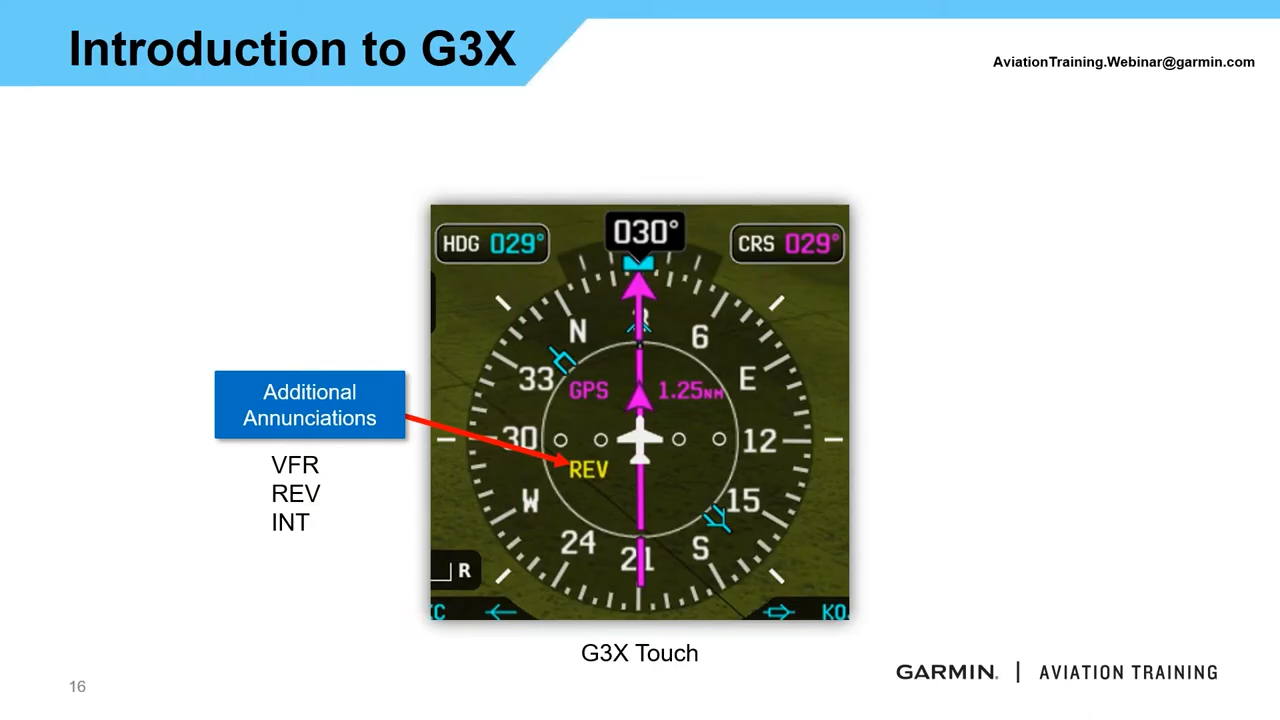 Introduction to G3X
AviationTraining.Webinar@garmin.com
HDG 029°
030°
CRS 029°
N
6
33
E
GPS
1.25NM
Additional
Annunciations
30
12
REV
VFR
REV
INT
W
15
24
21
S
R
←
KO
G3X Touch
16
GARMIN. | AVIATION TRAINING